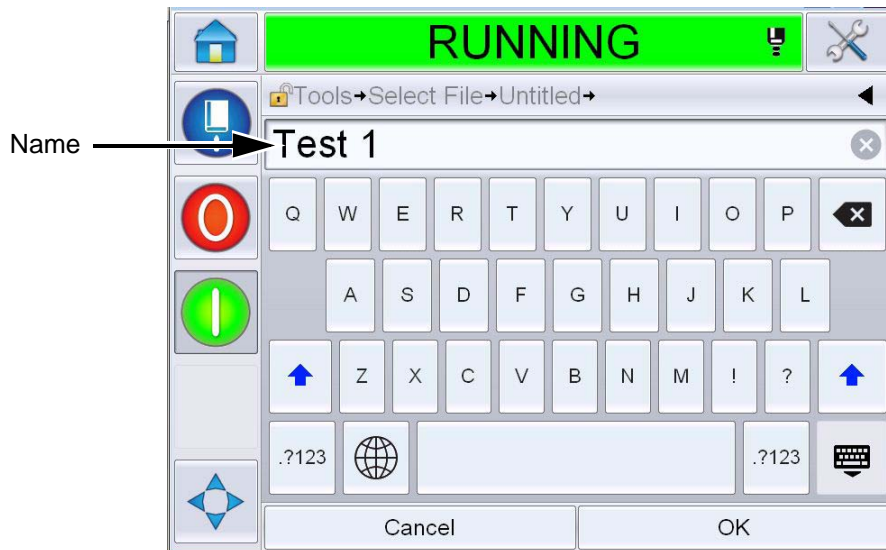 RUNNING
Tools→Select File→Untitled→
Name
Test 1
Q W E R T Y U I O P
A S D F G H J K L
Z X C V B N M ! ?
.?123 .?123
Cancel OK